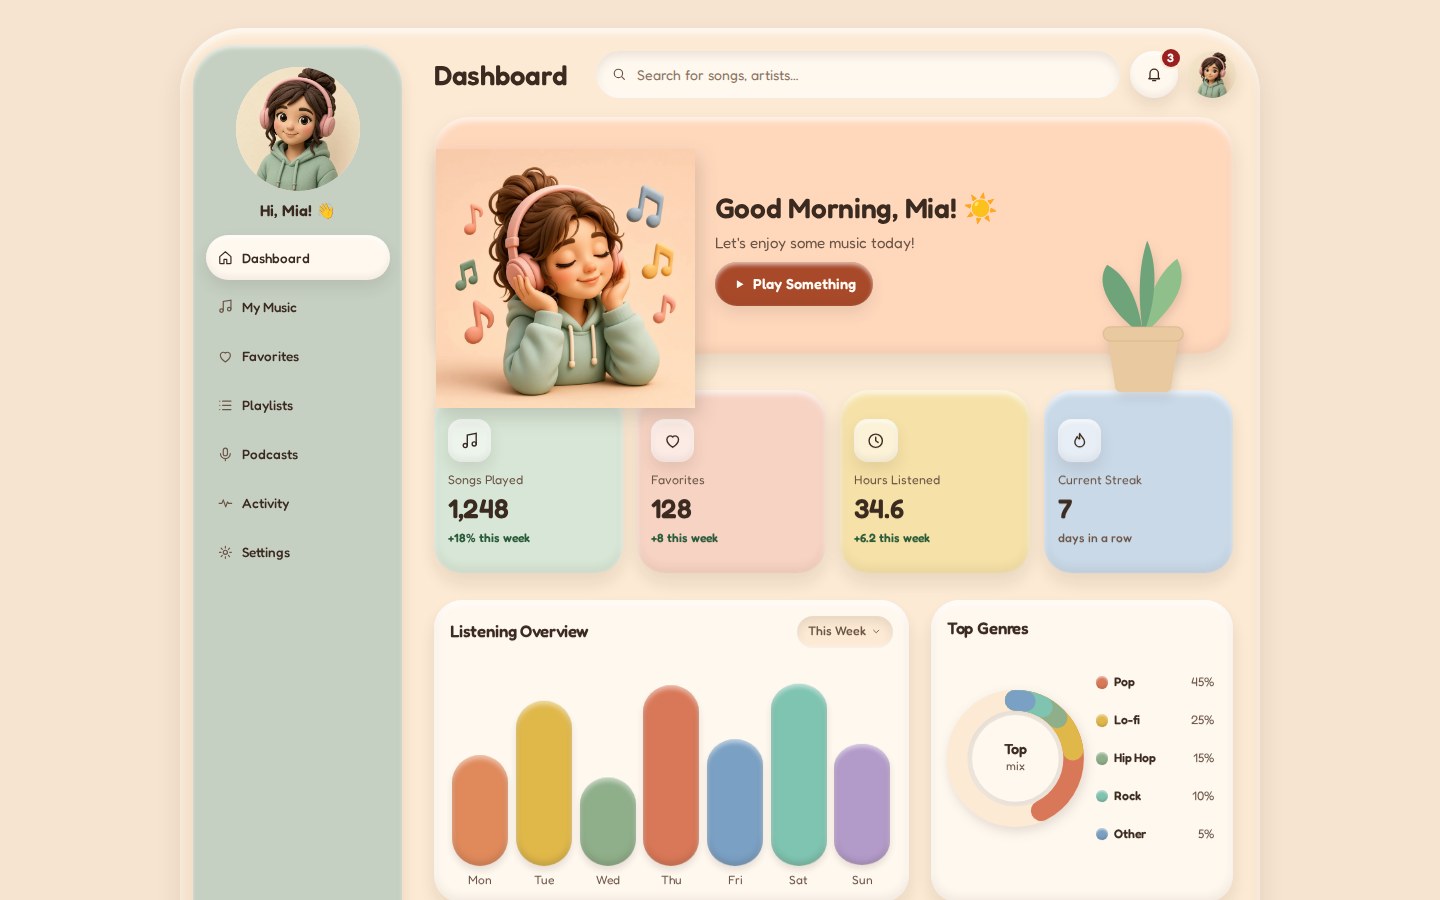 Hi, Mia! 👋
Dashboard
My Music
Favorites
Playlists
Podcasts
Activity
Settings
Dashboard
Search for songs, artists...
3
Good Morning, Mia! ☀️
Let's enjoy some music today!
Play Something
Songs Played
1,248
+18% this week
Favorites
128
+8 this week
Hours Listened
34.6
+6.2 this week
Current Streak
7
days in a row
Listening Overview
This Week
Mon Tue Wed Thu Fri Sat Sun
Top Genres
Top
mix
Pop 45%
Lo-fi 25%
Hip Hop 15%
Rock 10%
Other 5%